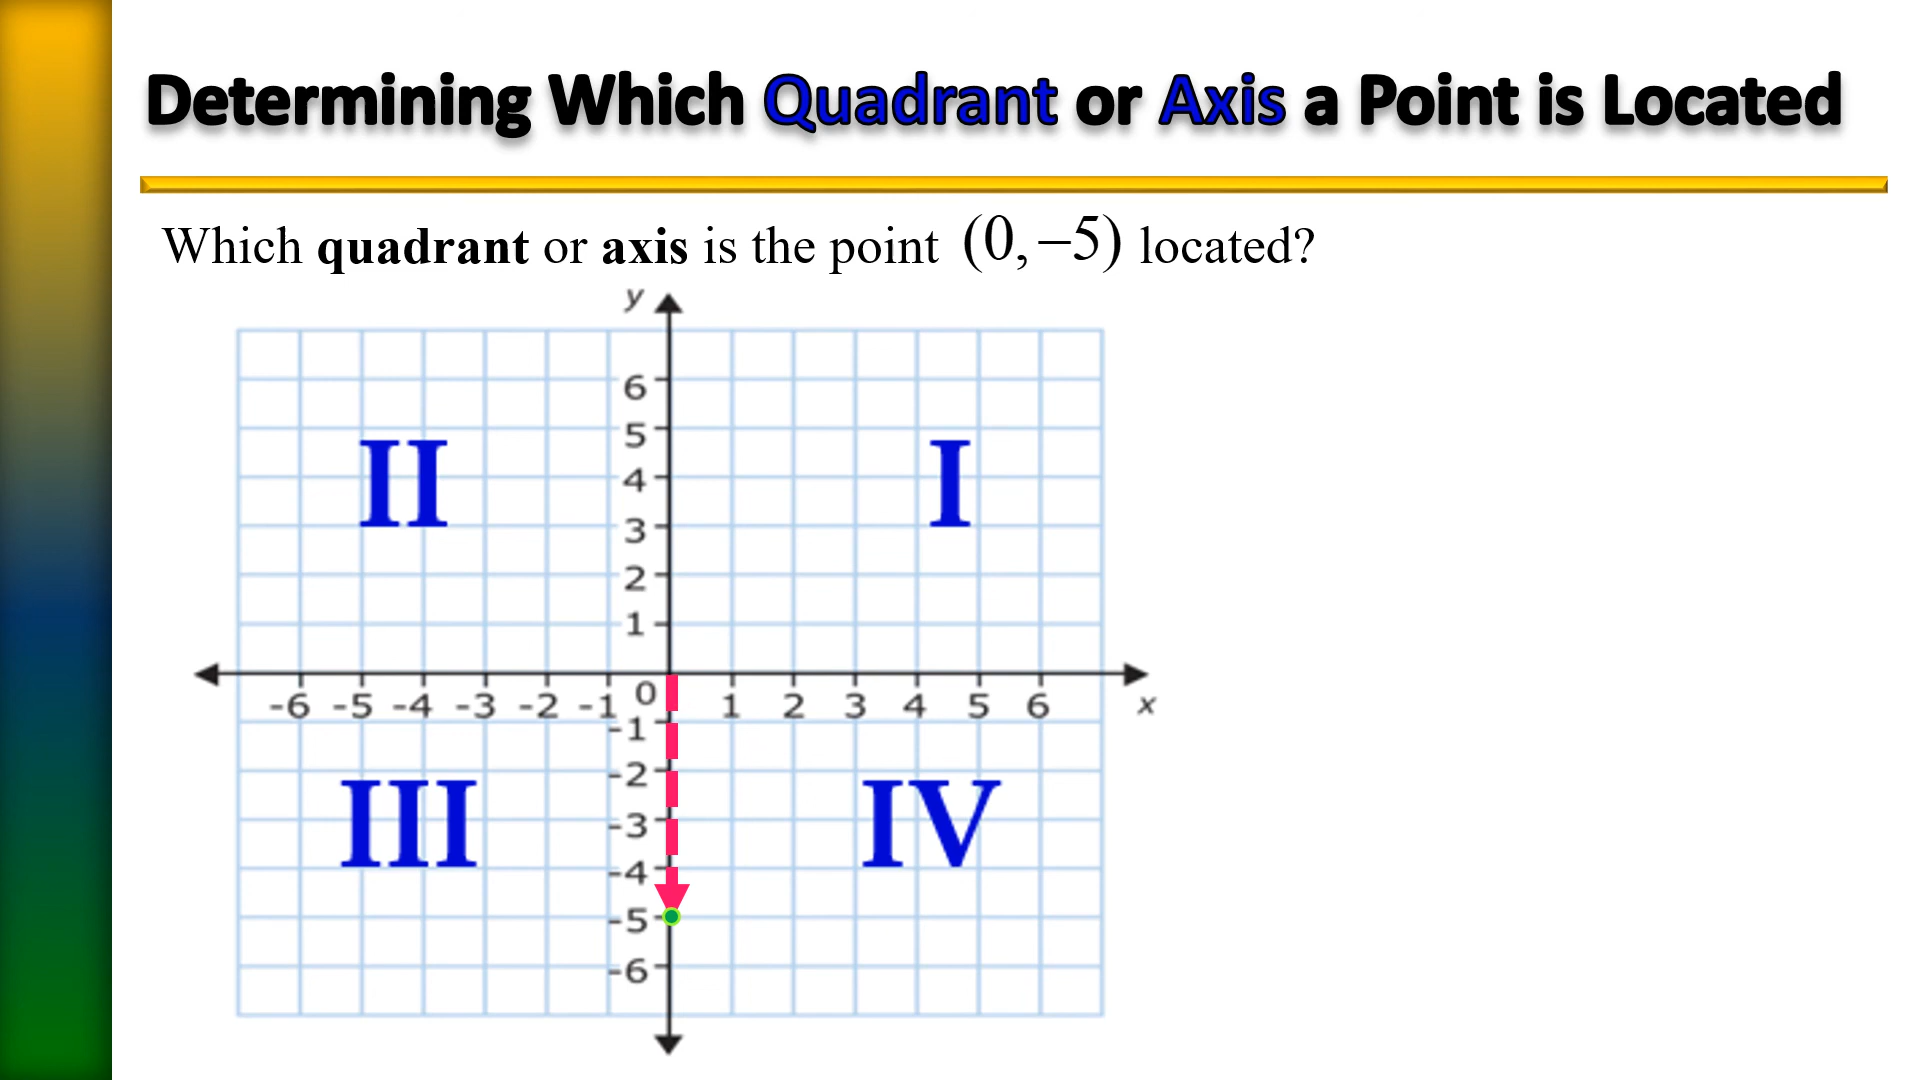 Determining Which Quadrant or Axis a Point is Located
Which quadrant or axis is the point (0, –5) located?
y
6
5
II I
4
3
2
1
0
-6 -5 -4 -3 -2 -1 1 2 3 4 5 6 x
-1
-2
III IV
-3
-4
-5
-6